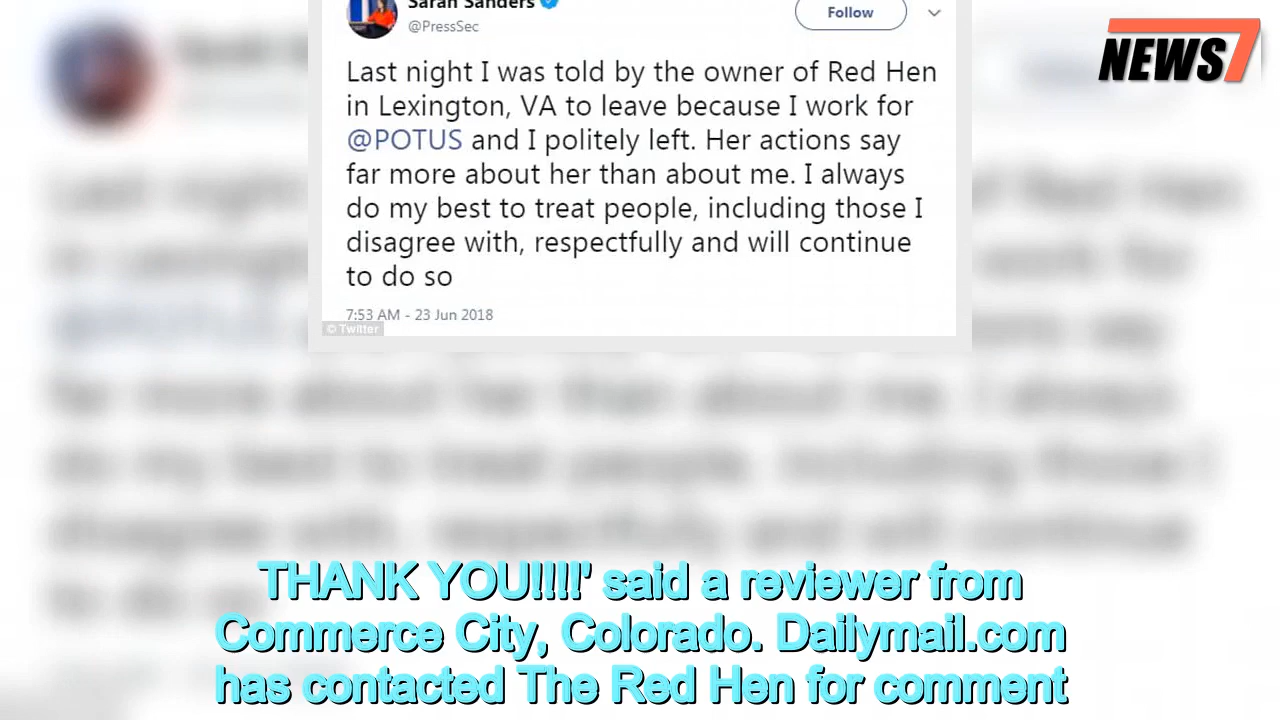 Sarah Sanders
@PressSec
Follow
NEWS7
Last night I was told by the owner of Red Hen
in Lexington, VA to leave because I work for
@POTUS and I politely left. Her actions say
far more about her than about me. I always
do my best to treat people, including those I
disagree with, respectfully and will continue
to do so
7:53 AM - 23 Jun 2018
© Twitter
THANK YOU!!!!' said a reviewer from
Commerce City, Colorado. Dailymail.com
has contacted The Red Hen for comment